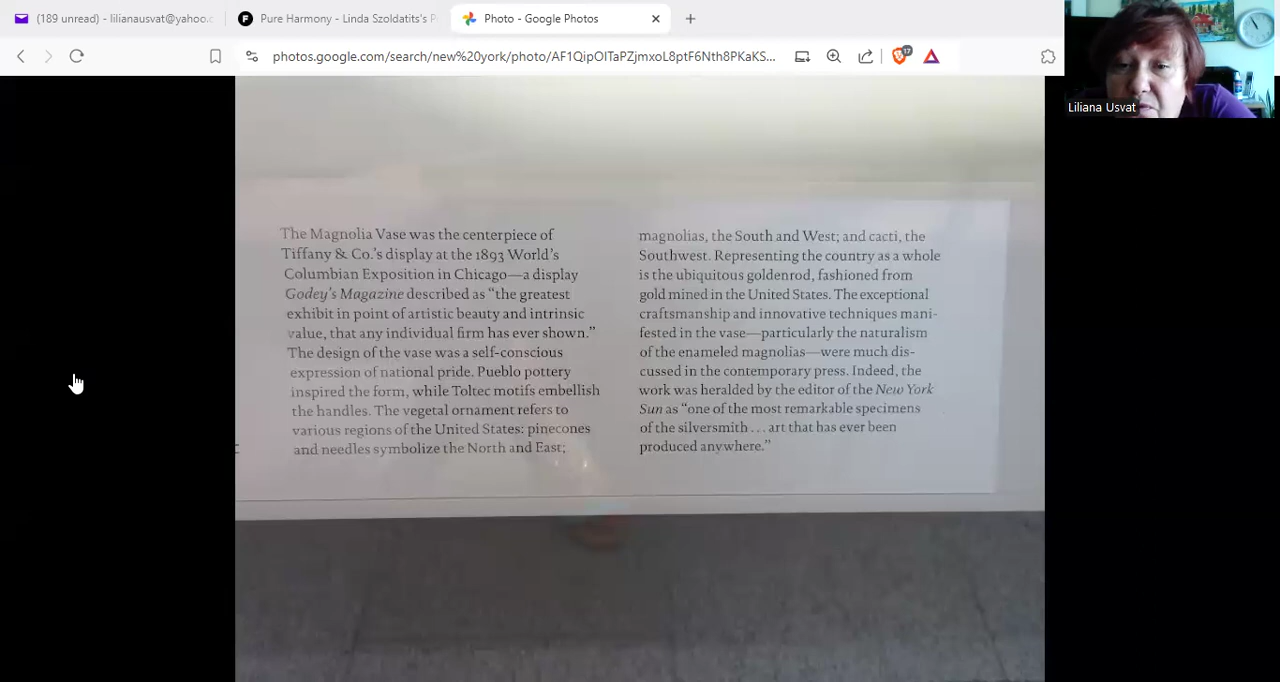 (189 unread) - lilianausvat@yahoo.c
Pure Harmony - Linda Szoldatits's P
Photo - Google Photos
photos.google.com/search/new%20york/photo/AF1QipOITaPZjmxoL8ptF6Nth8PKaKS...
17
Liliana Usvat
The Magnolia Vase was the centerpiece of
Tiffany & Co.'s display at the 1893 World's
Columbian Exposition in Chicago—a display
Godey's Magazine described as "the greatest
exhibit in point of artistic beauty and intrinsic
value, that any individual firm has ever shown."
The design of the vase was a self-conscious
expression of national pride. Pueblo pottery
inspired the form, while Toltec motifs embellish
the handles. The vegetal ornament refers to
various regions of the United States: pinecones
and needles symbolize the North and East;
magnolias, the South and West; and cacti, the
Southwest. Representing the country as a whole
is the ubiquitous goldenrod, fashioned from
gold mined in the United States. The exceptional
craftsmanship and innovative techniques mani-
fested in the vase—particularly the naturalism
of the enameled magnolias—were much dis-
cussed in the contemporary press. Indeed, the
work was heralded by the editor of the New York
Sun as "one of the most remarkable specimens
of the silversmith ... art that has ever been
produced anywhere."